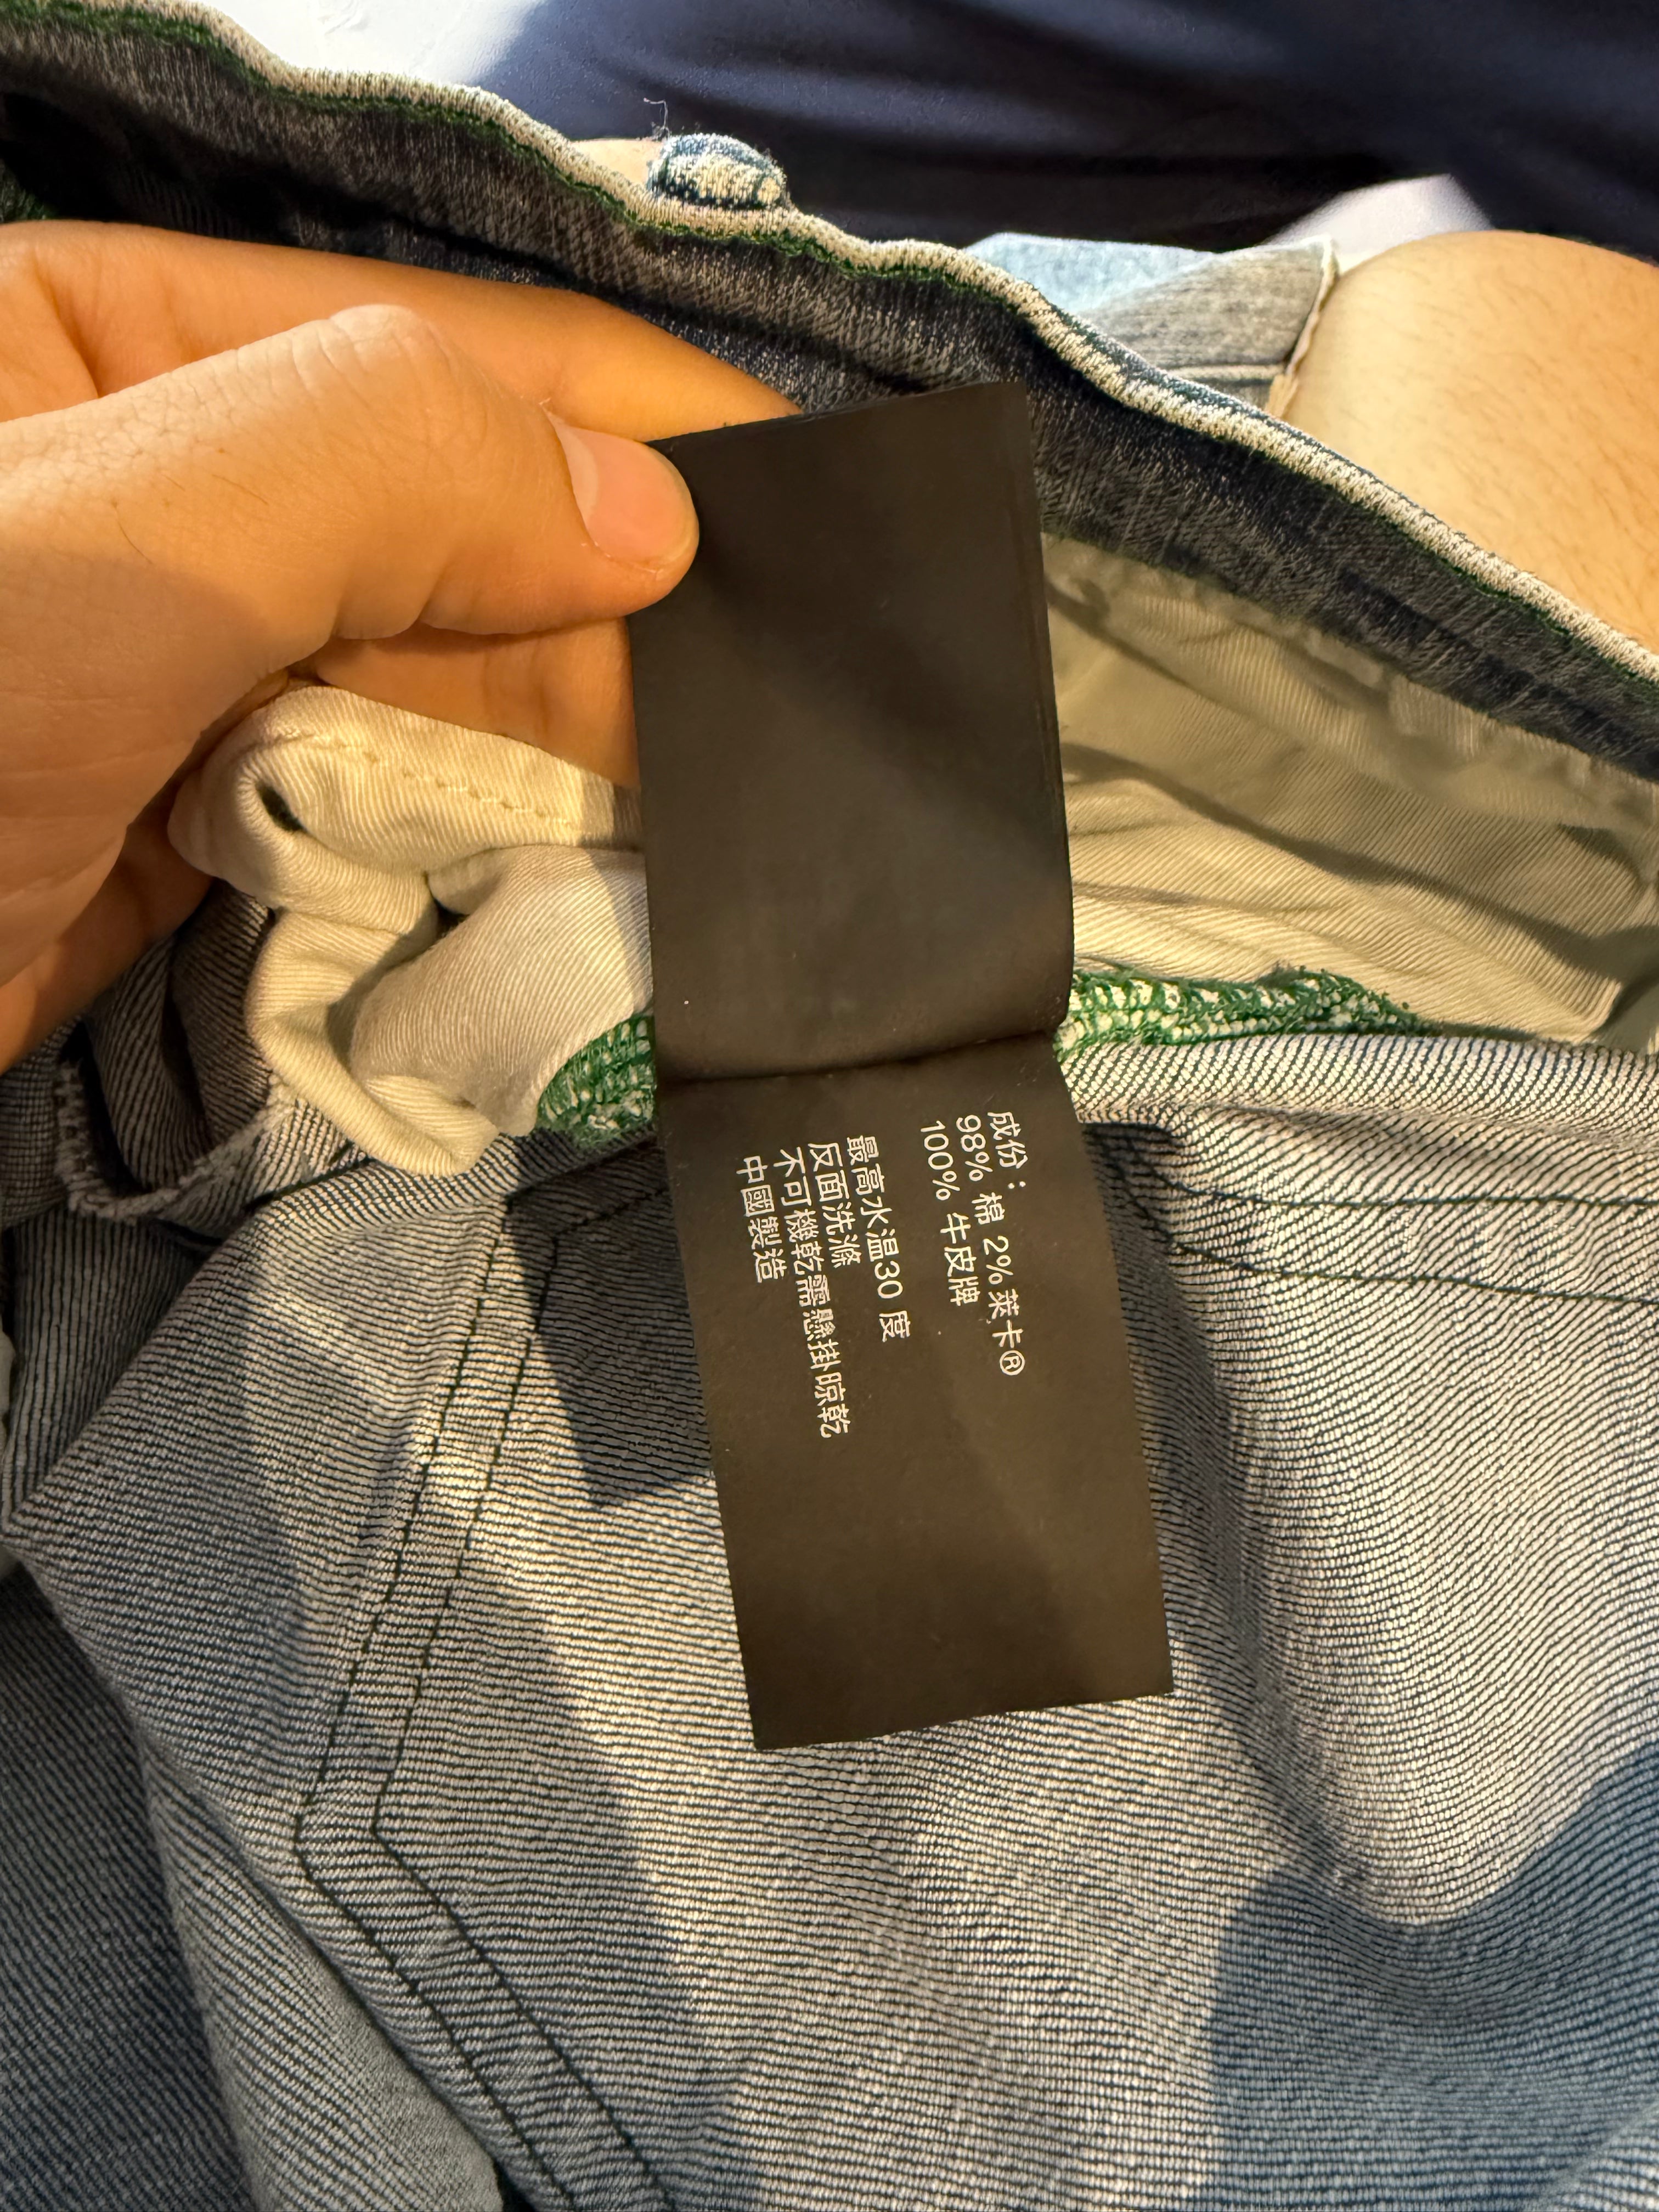 成份：
98% 棉 2% 萊卡®
100% 牛皮牌
最高水温30 度
反面洗滌
不可機乾需懸掛晾乾
中國製造